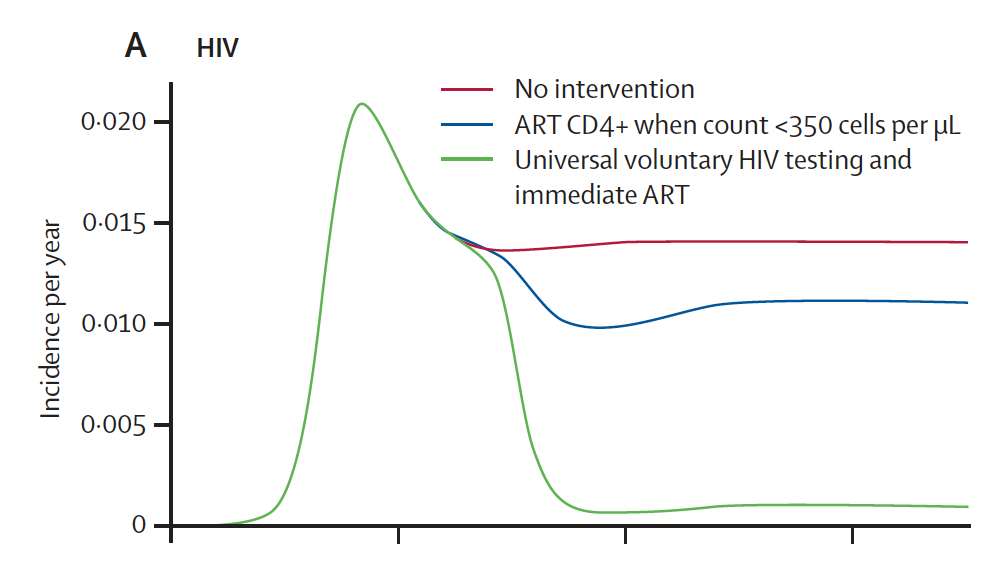 A HIV
No intervention
ART CD4+ when count <350 cells per µL
Universal voluntary HIV testing and
immediate ART
Incidence per year
0·020
0·015
0·010
0·005
0